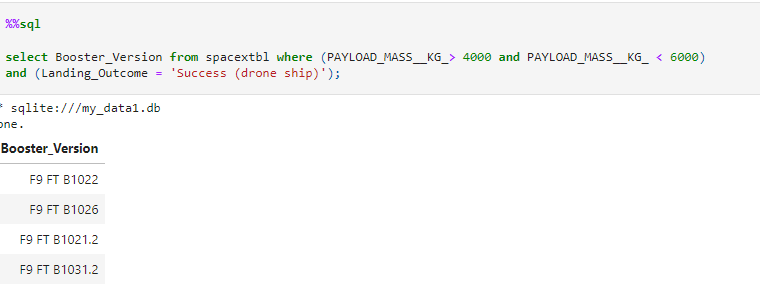 %%sql
select Booster_Version from spacextbl where (PAYLOAD_MASS__KG_> 4000 and PAYLOAD_MASS__KG_ < 6000)
and (Landing_Outcome = 'Success (drone ship)');
* sqlite:///my_data1.db
one.
Booster_Version
F9 FT B1022
F9 FT B1026
F9 FT B1021.2
F9 FT B1031.2